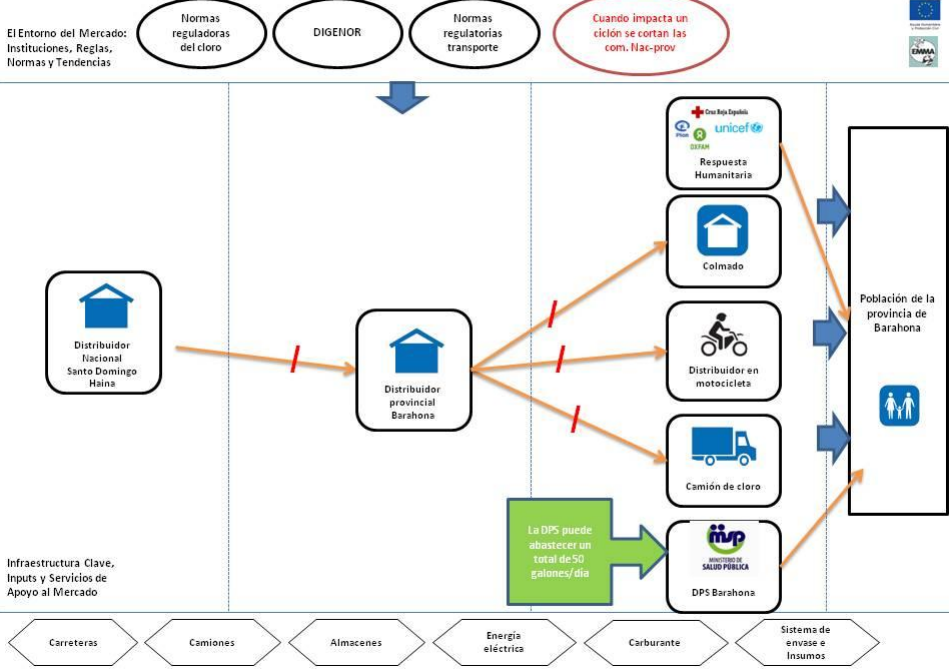 El Entorno del Mercado:
Instituciones, Reglas,
Normas y Tendencias
Normas
reguladoras
del cloro
DIGENOR
Normas
regulatorias
transporte
Cuando impacta un
ciclón se cortan las
com. Nac-prov
EMMA
Cruz Roja Española
Plan
OXFAM
unicef
Respuesta
Humanitaria
Colmado
Distribuidor
Nacional
Santo Domingo
Haina
Distribuidor
provincial
Barahona
Distribuidor en
motocicleta
Camión de cloro
Población de la
provincia de
Barahona
La DPS puede
abastecer un
total de 50
galones/día
msp
MINISTERIO DE
SALUD PÚBLICA
DPS Barahona
Infraestructura Clave,
Inputs y Servicios de
Apoyo al Mercado
Carreteras
Camiones
Almacenes
Energía
eléctrica
Carburante
Sistema de
envase e
Insumos